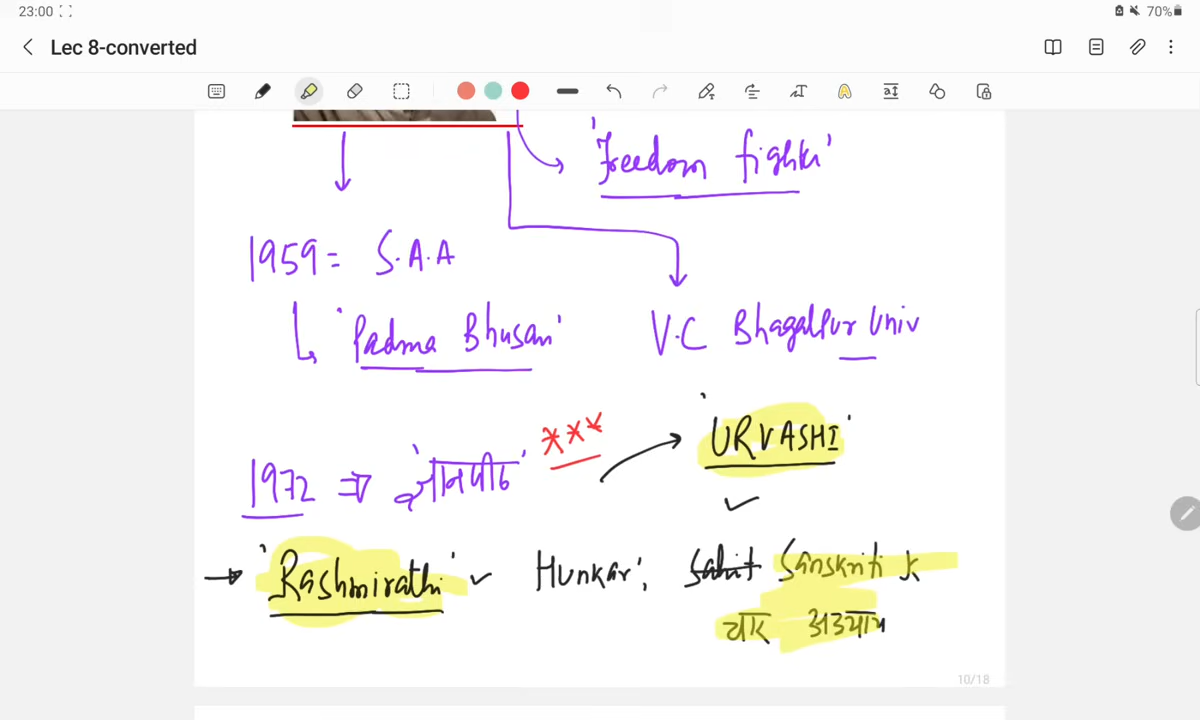 23:00
70%
Lec 8-converted
'Freedom fighter'
1959 = S.A.A
'Padma Bhusan'
V.C Bhagalpur Univ
1972 ⇒ 'ज्ञानपीठ' ***
'URVASHI' ✓
→ 'Rashmirathi' ✓ Hunkar, Sahit Sanskriti k
चार अध्याय
10/18